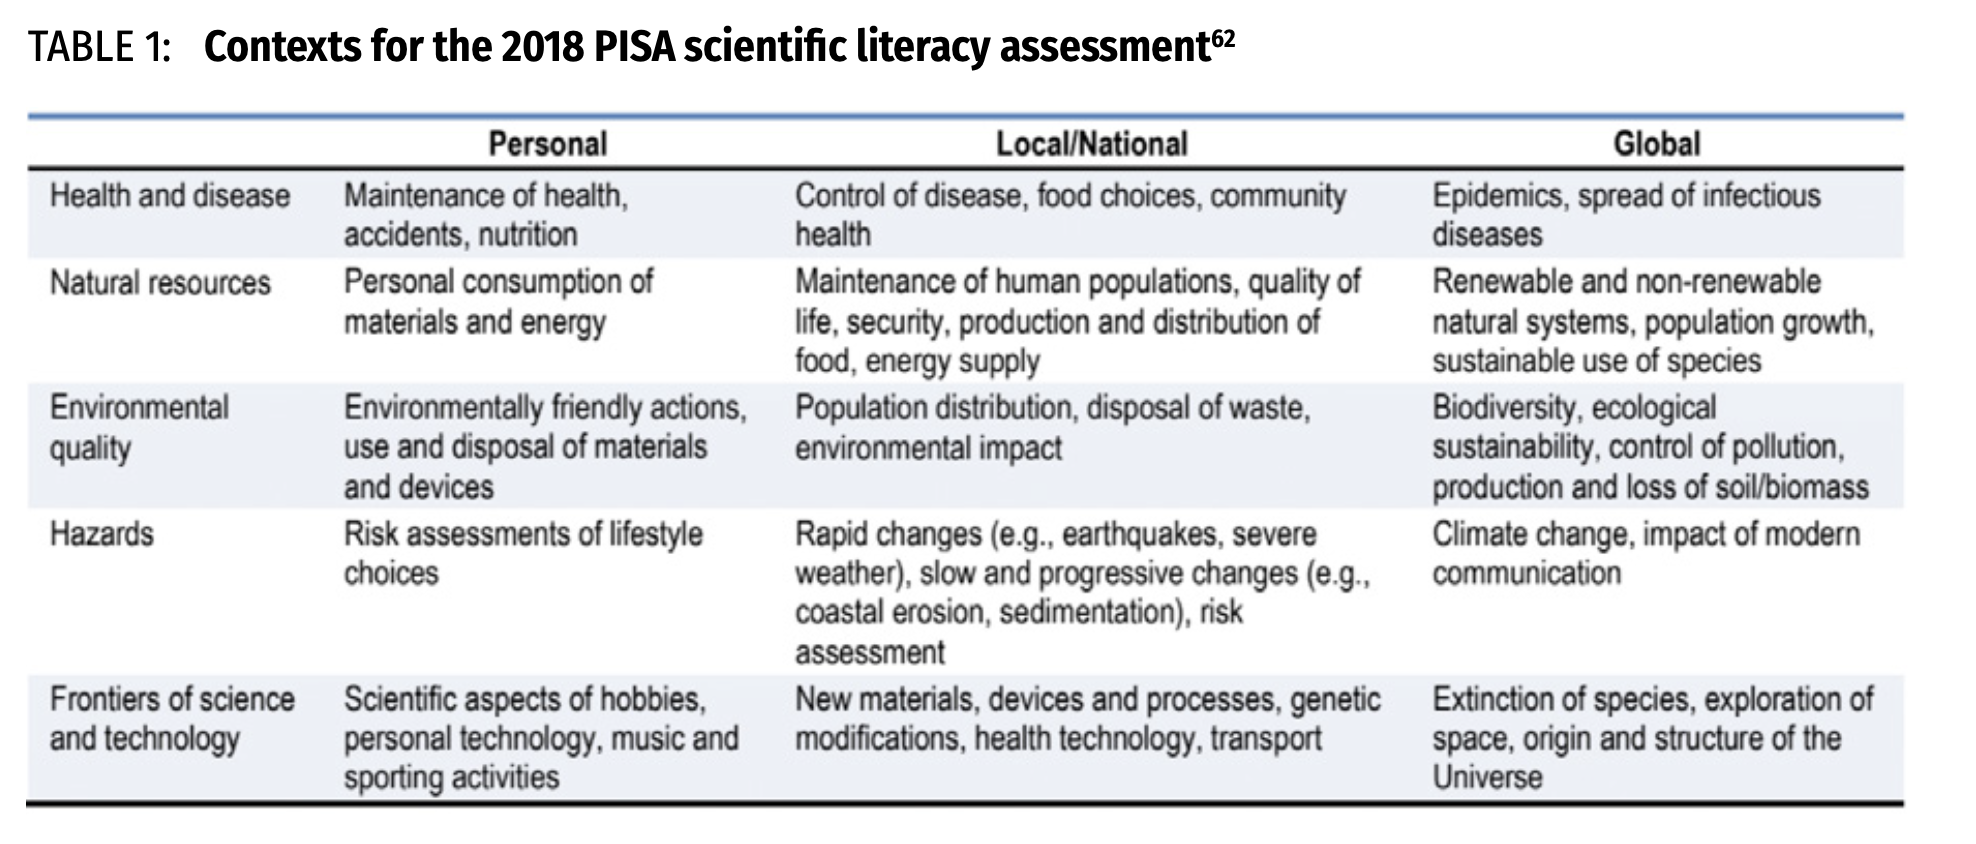 TABLE 1: Contexts for the 2018 PISA scientific literacy assessment62
Personal Local/National Global
Health and disease Maintenance of health, Control of disease, food choices, community Epidemics, spread of infectious
accidents, nutrition health diseases
Natural resources Personal consumption of Maintenance of human populations, quality of Renewable and non-renewable
materials and energy life, security, production and distribution of natural systems, population growth,
food, energy supply sustainable use of species
Environmental Environmentally friendly actions, Population distribution, disposal of waste, Biodiversity, ecological
quality use and disposal of materials environmental impact sustainability, control of pollution,
and devices production and loss of soil/biomass
Hazards Risk assessments of lifestyle Rapid changes (e.g., earthquakes, severe Climate change, impact of modern
choices weather), slow and progressive changes (e.g., communication
coastal erosion, sedimentation), risk
assessment
Frontiers of science Scientific aspects of hobbies, New materials, devices and processes, genetic Extinction of species, exploration of
and technology personal technology, music and modifications, health technology, transport space, origin and structure of the
sporting activities Universe